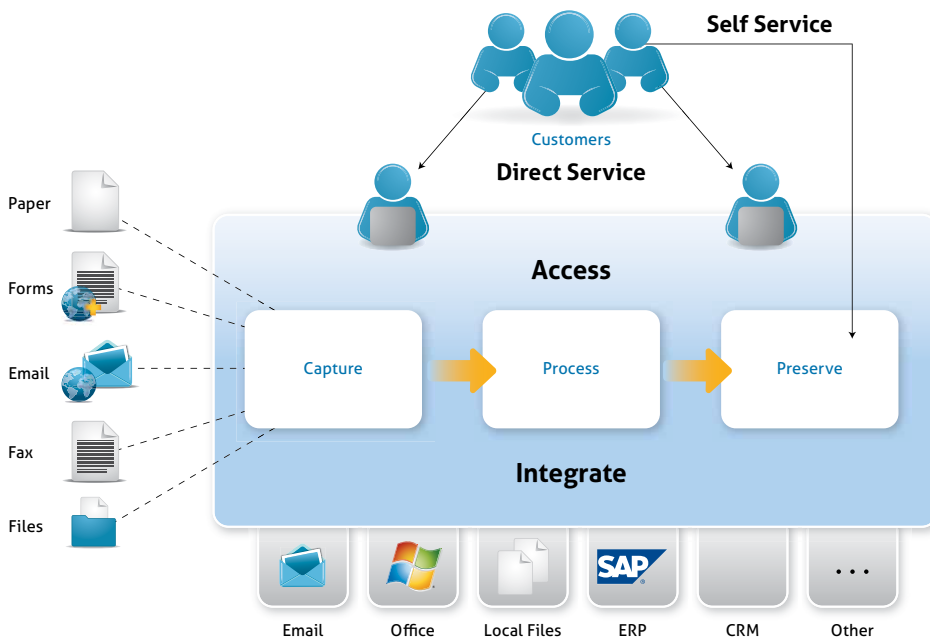 Self Service
Customers
Direct Service
Paper
Forms
Email
Fax
Files
Access
Capture
Process
Preserve
Integrate
SAP
®
...
Email
Office
Local Files
ERP
CRM
Other